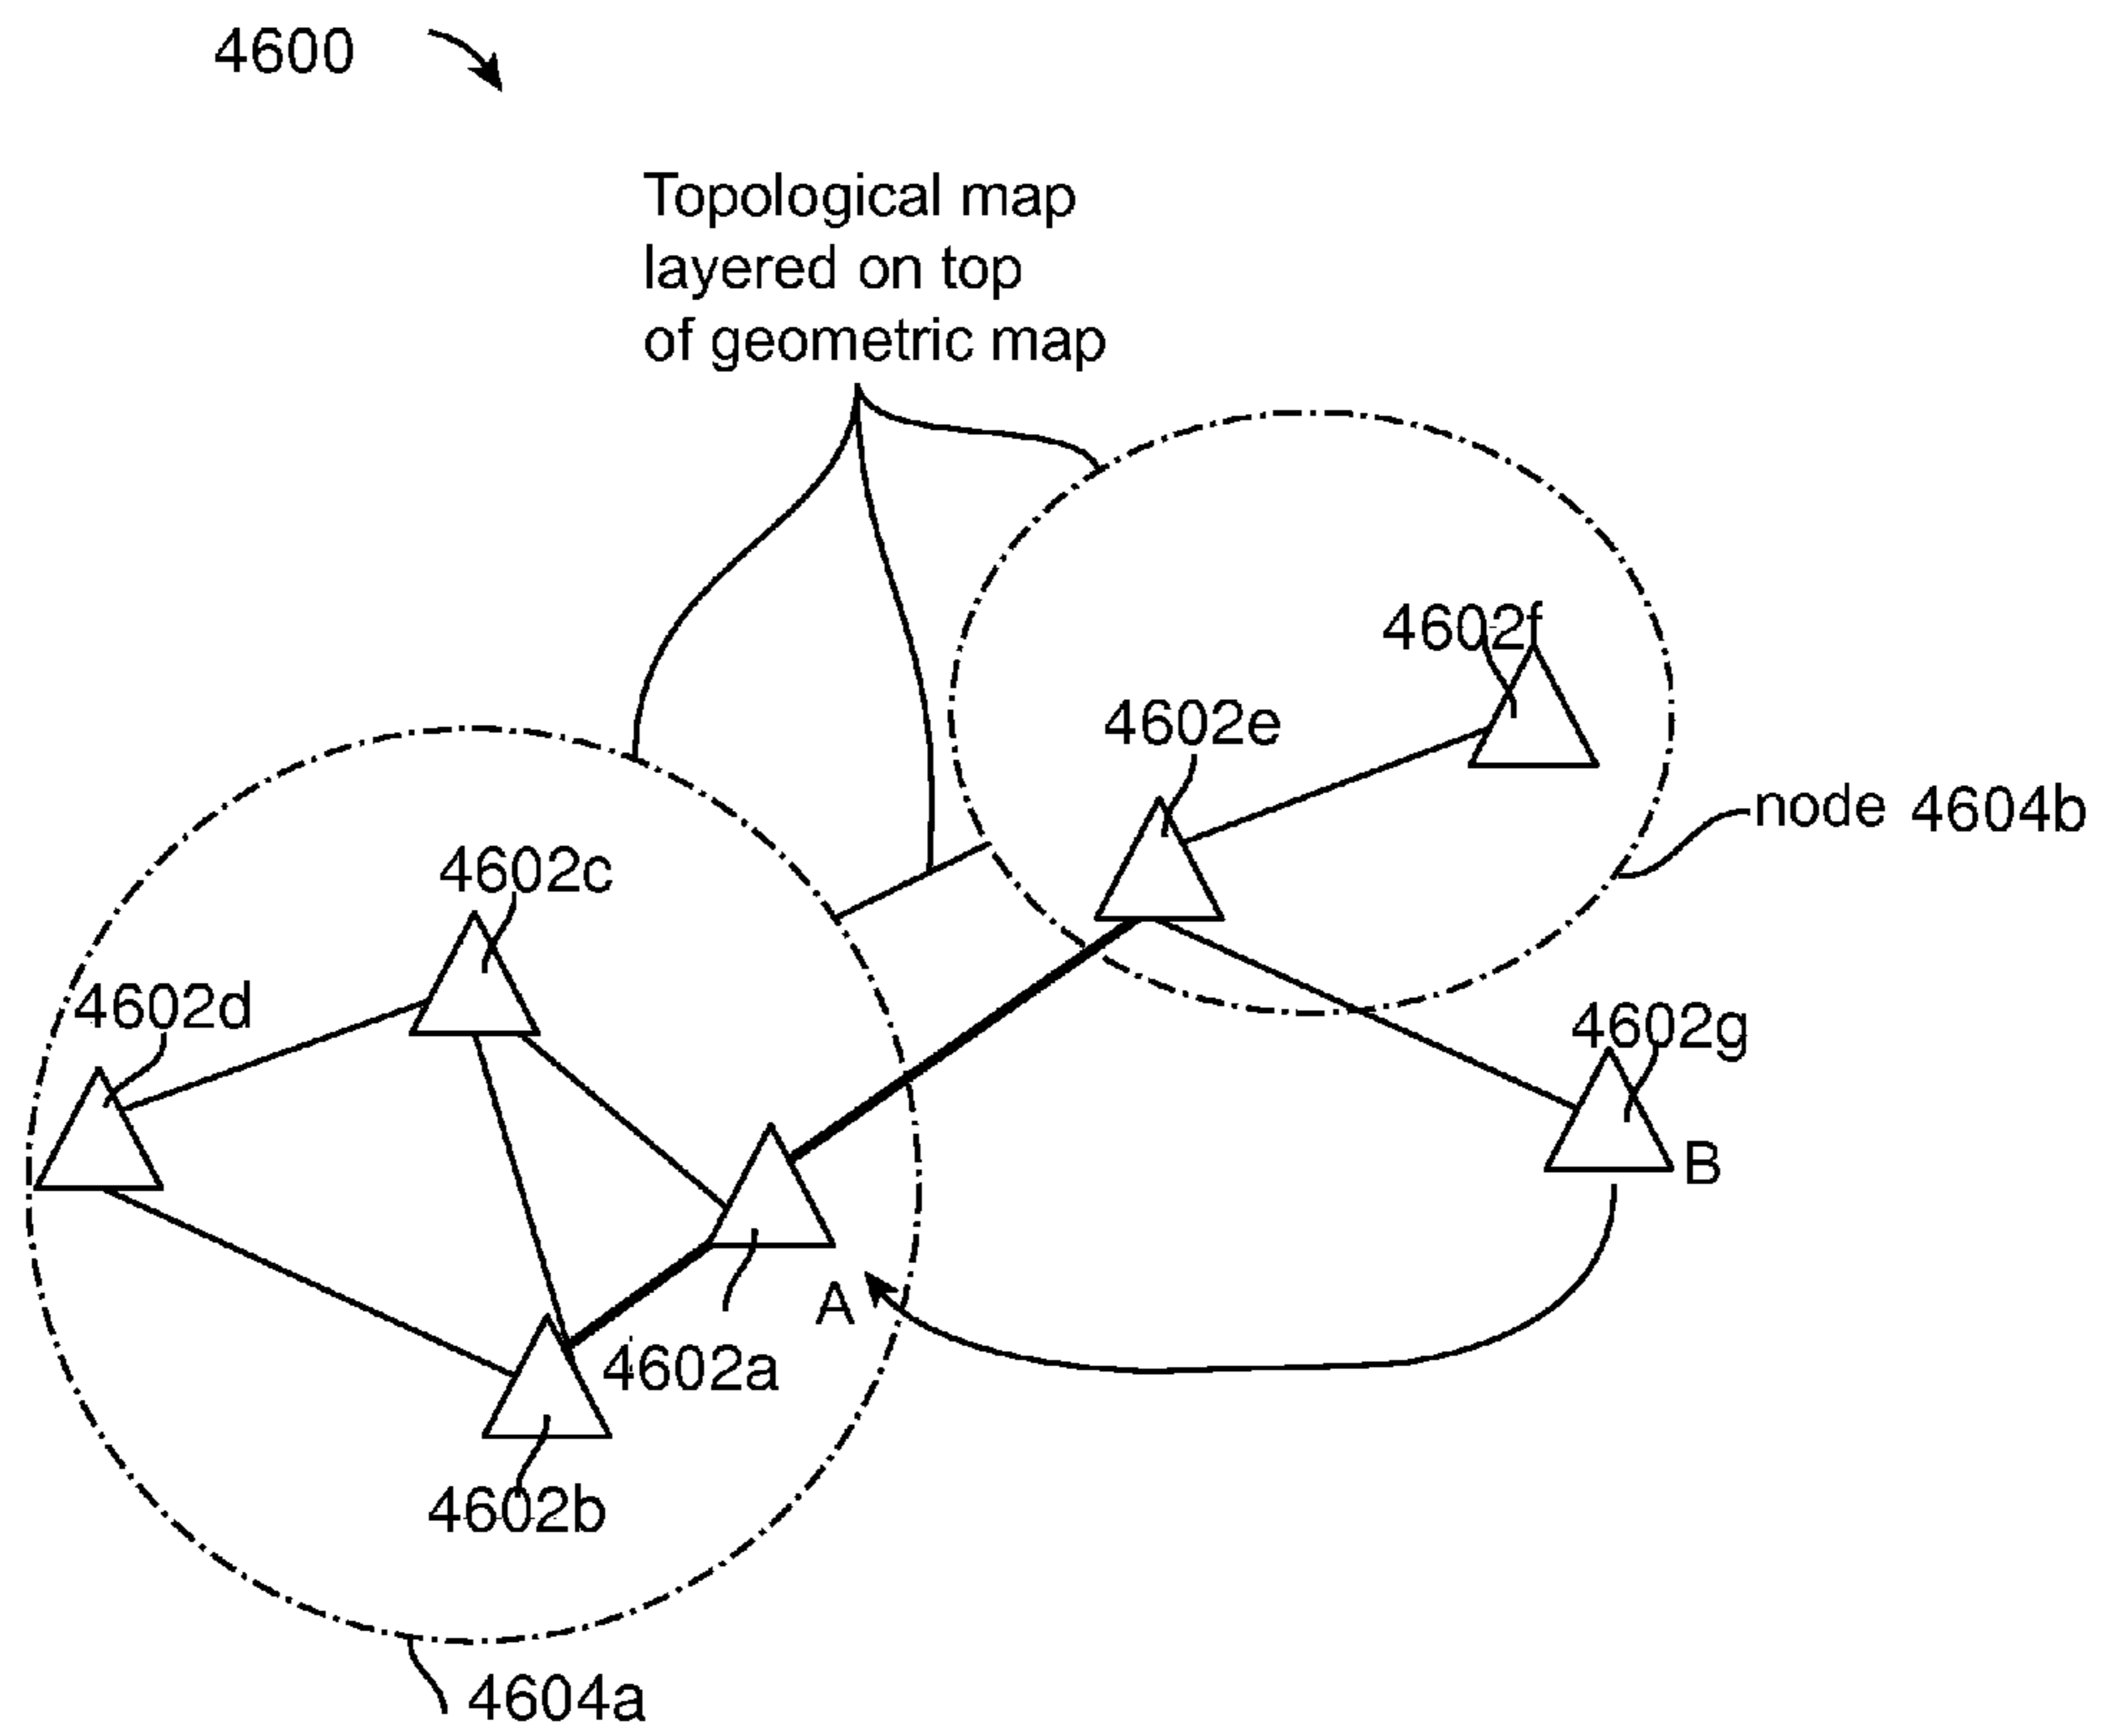 4600
Topological map
layered on top
of geometric map
4602f
4602e
node 4604b
4602c
4602d
4602g
B
A
4602a
4602b
4604a